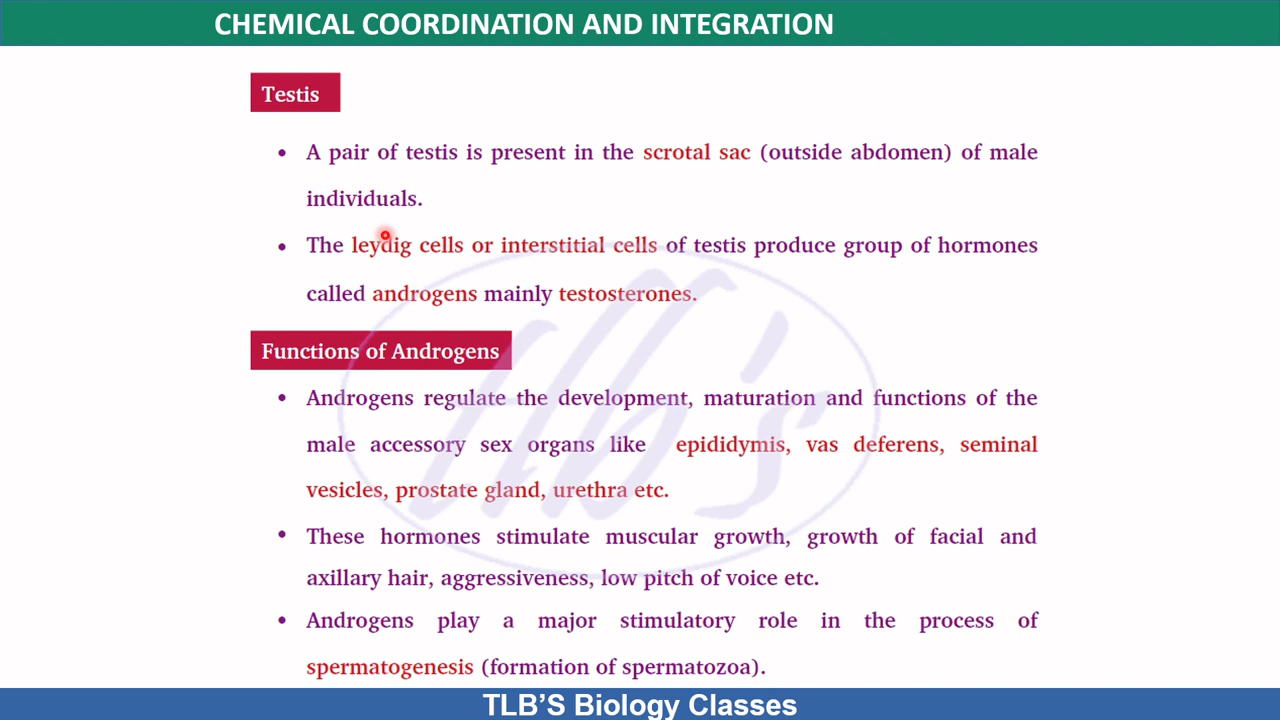 CHEMICAL COORDINATION AND INTEGRATION
Testis
• A pair of testis is present in the scrotal sac (outside abdomen) of male
individuals.
• The leydig cells or interstitial cells of testis produce group of hormones
called androgens mainly testosterones.
Functions of Androgens
• Androgens regulate the development, maturation and functions of the
male accessory sex organs like epididymis, vas deferens, seminal
vesicles, prostate gland, urethra etc.
• These hormones stimulate muscular growth, growth of facial and
axillary hair, aggressiveness, low pitch of voice etc.
• Androgens play a major stimulatory role in the process of
spermatogenesis (formation of spermatozoa).
tlb's
TLB'S Biology Classes